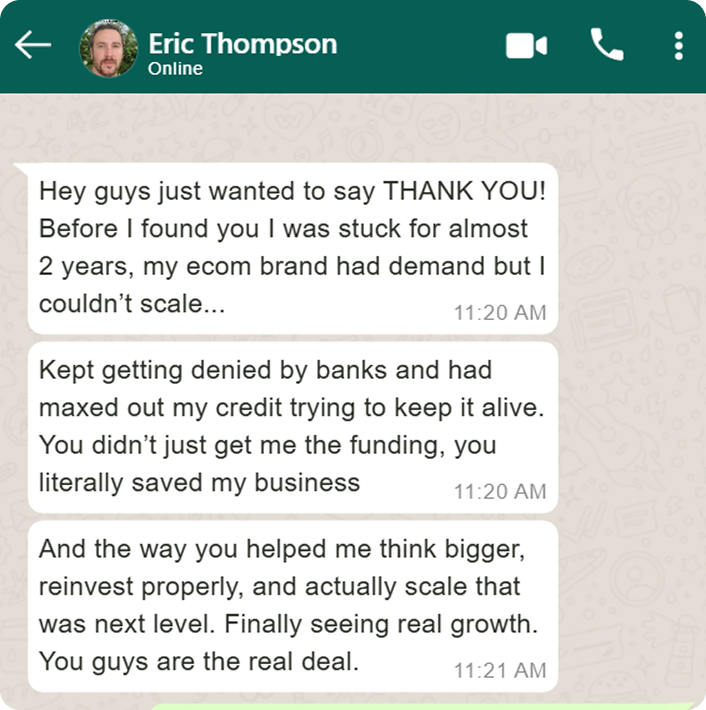 Eric Thompson
Online
Hey guys just wanted to say THANK YOU!
Before I found you I was stuck for almost
2 years, my ecom brand had demand but I
couldn’t scale...
11:20 AM
Kept getting denied by banks and had
maxed out my credit trying to keep it alive.
You didn’t just get me the funding, you
literally saved my business
11:20 AM
And the way you helped me think bigger,
reinvest properly, and actually scale that
was next level. Finally seeing real growth.
You guys are the real deal.
11:21 AM